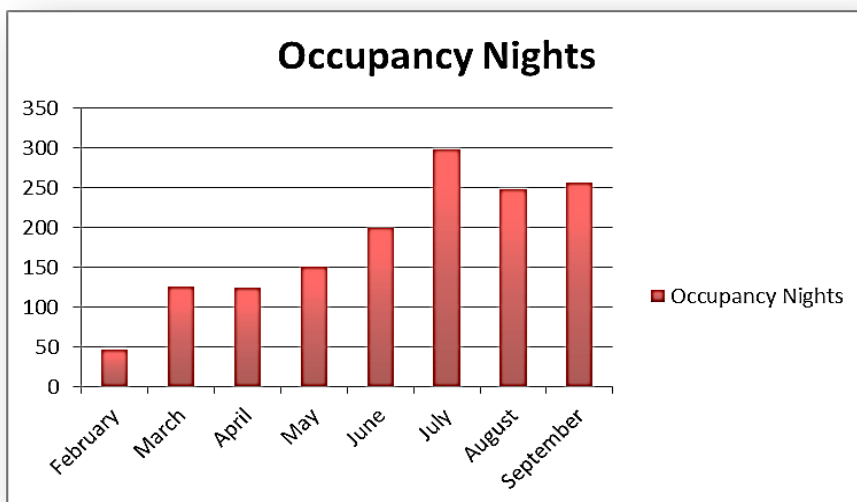 Occupancy Nights
350
300
250
200
150
100
50
0
February
March
April
May
June
July
August
September
Occupancy Nights